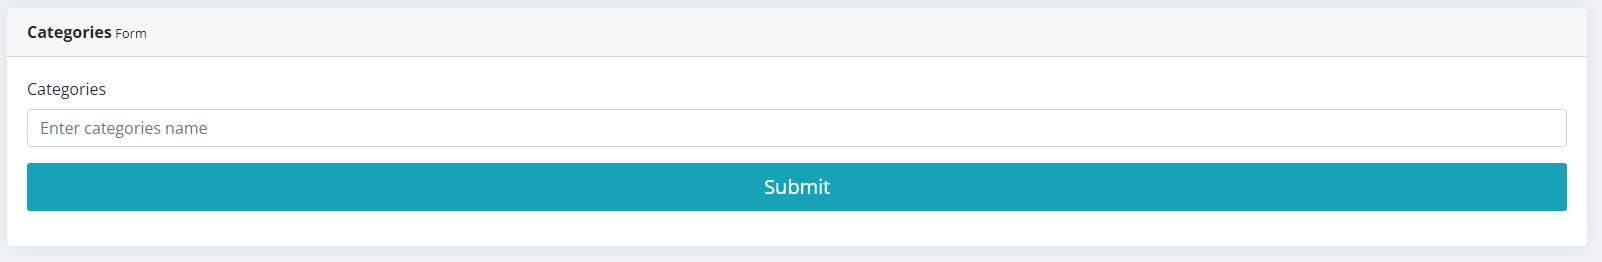 Categories Form
Categories
Enter categories name
Submit